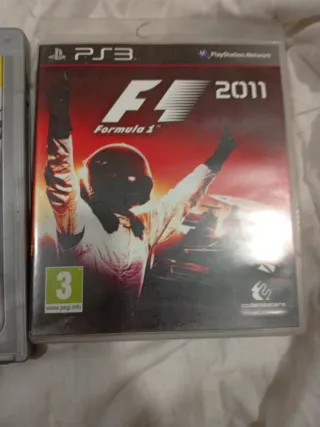 PS3
PlayStation Network
F1 2011
Formula 1
3
www.pegi.info
codemasters